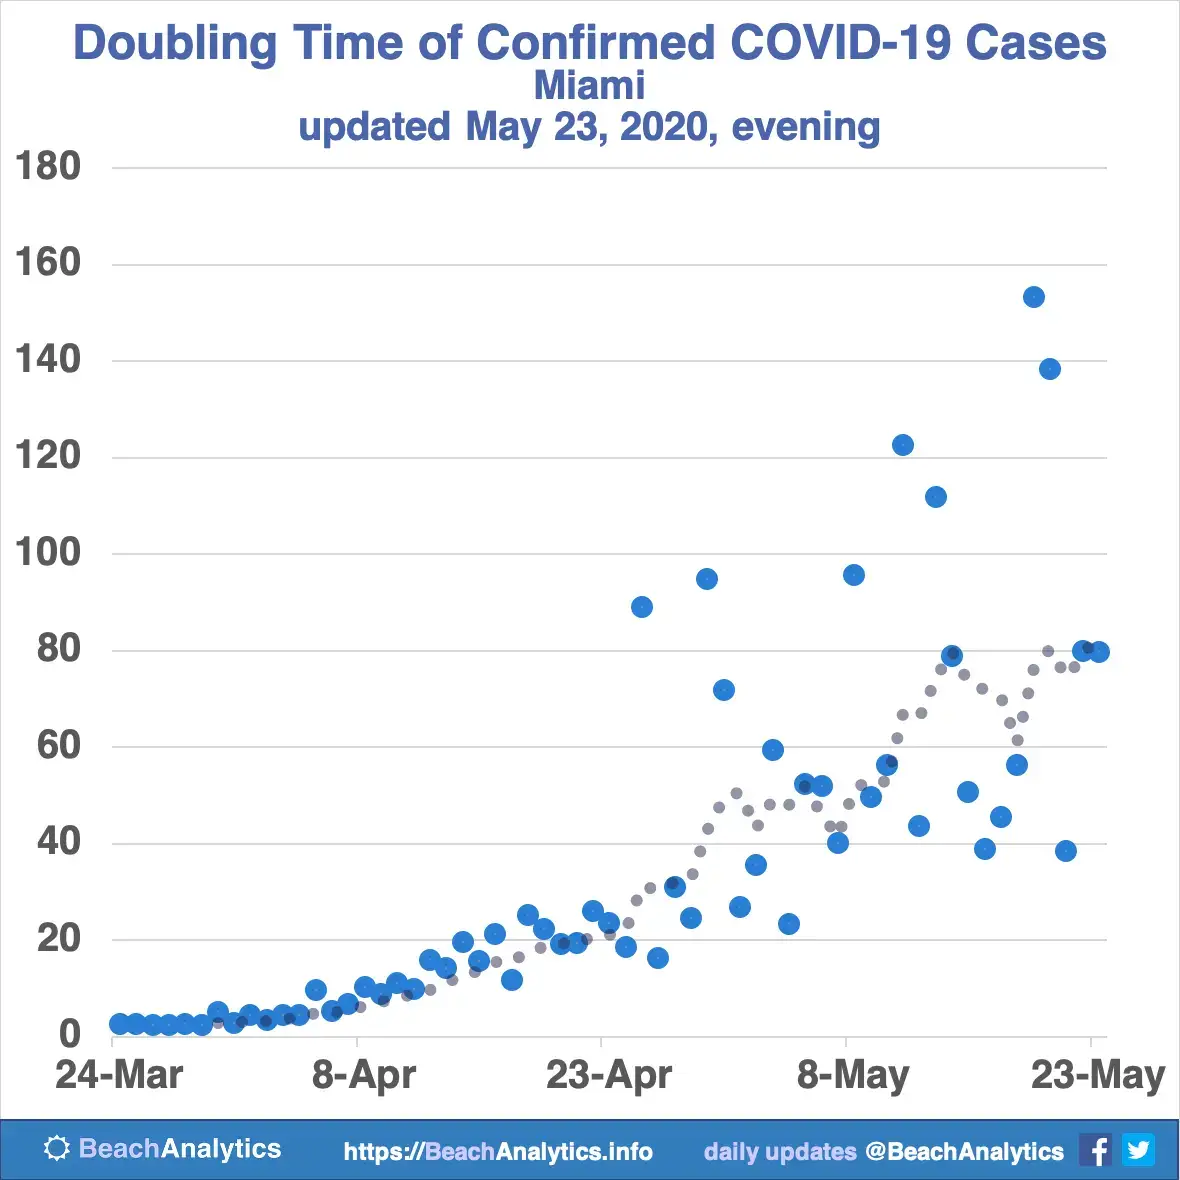 Doubling Time of Confirmed COVID-19 Cases
Miami
updated May 23, 2020, evening
180
160
140
120
100
80
60
40
20
0
24-Mar 8-Apr 23-Apr 8-May 23-May
BeachAnalytics https://BeachAnalytics.info daily updates @BeachAnalytics